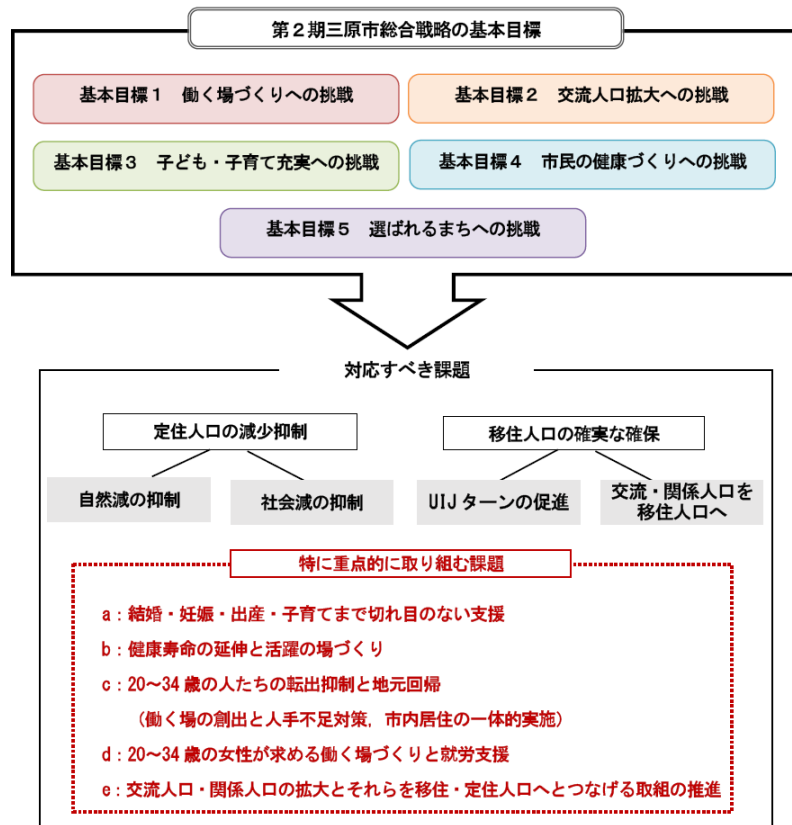 第２期三原市総合戦略の基本目標
基本目標１　働く場づくりへの挑戦
基本目標２　交流人口拡大への挑戦
基本目標３　子ども・子育て充実への挑戦
基本目標４　市民の健康づくりへの挑戦
基本目標５　選ばれるまちへの挑戦
対応すべき課題
定住人口の減少抑制
移住人口の確実な確保
自然減の抑制
社会減の抑制
UIJターンの促進
交流・関係人口を
移住人口へ
特に重点的に取り組む課題
a：結婚・妊娠・出産・子育てまで切れ目のない支援
b：健康寿命の延伸と活躍の場づくり
c：20～34歳の人たちの転出抑制と地元回帰
（働く場の創出と人手不足対策，市内居住の一体的実施）
d：20～34歳の女性が求める働く場づくりと就労支援
e：交流人口・関係人口の拡大とそれらを移住・定住人口へとつなげる取組の推進